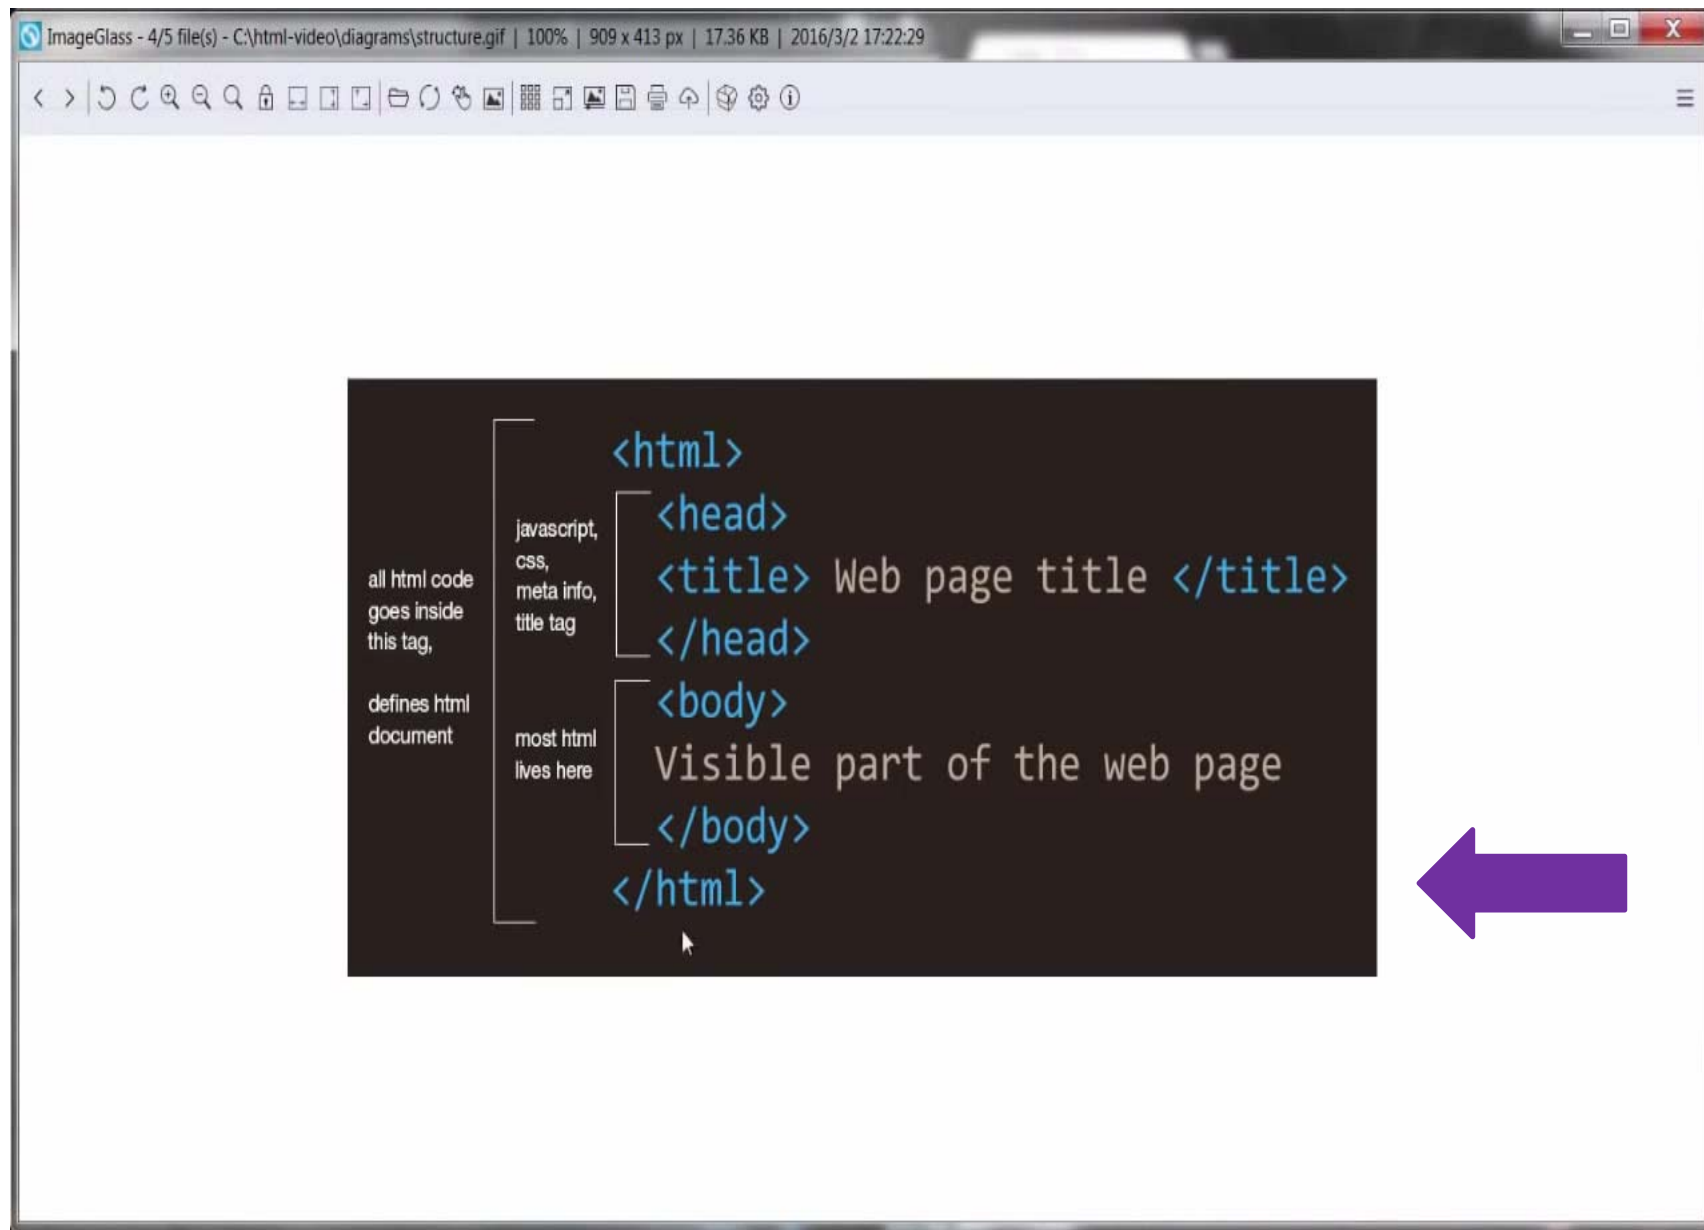 ImageGlass - 4/5 file(s) - C:\html-video\diagrams\structure.gif | 100% | 909 x 413 px | 17.36 KB | 2016/3/2 17:22:29
all html code
goes inside
this tag,
defines html
document
javascript,
css,
meta info,
title tag
most html
lives here
<html>
<head>
<title> Web page title </title>
</head>
<body>
Visible part of the web page
</body>
</html>